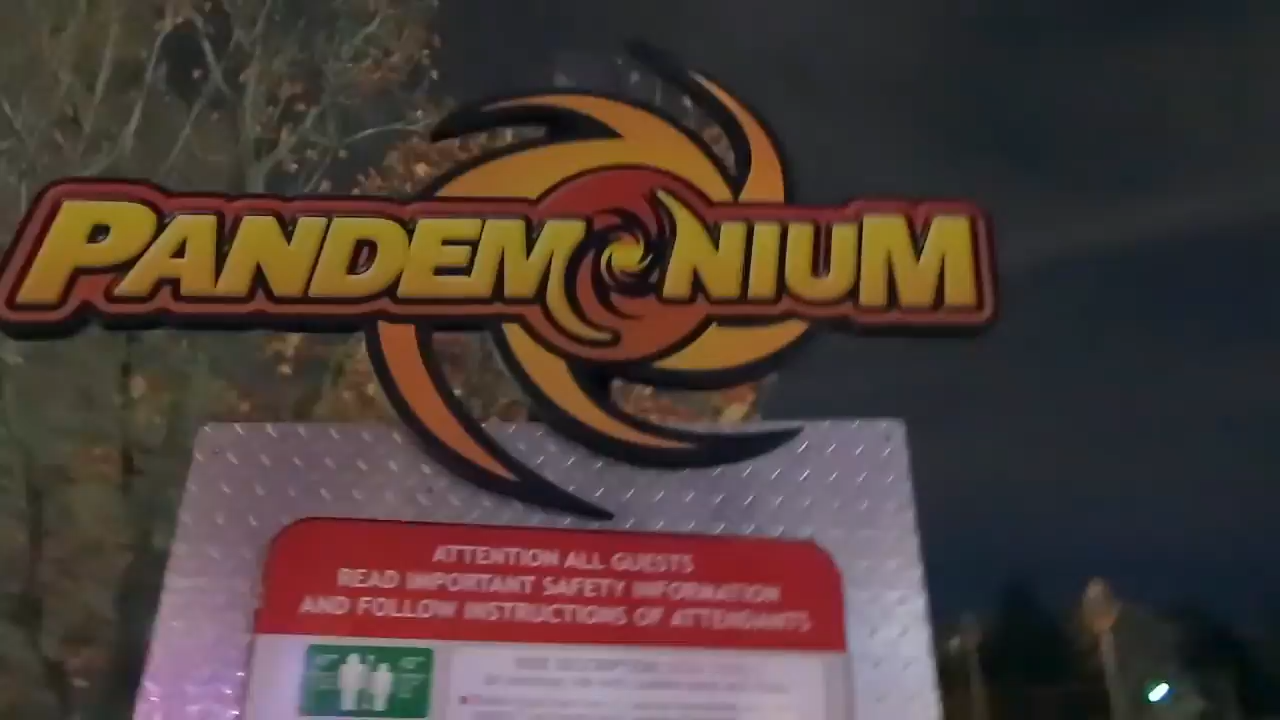 PANDEMONIUM
ATTENTION ALL GUESTS
READ IMPORTANT SAFETY INFORMATION
AND FOLLOW INSTRUCTIONS OF ATTENDANTS